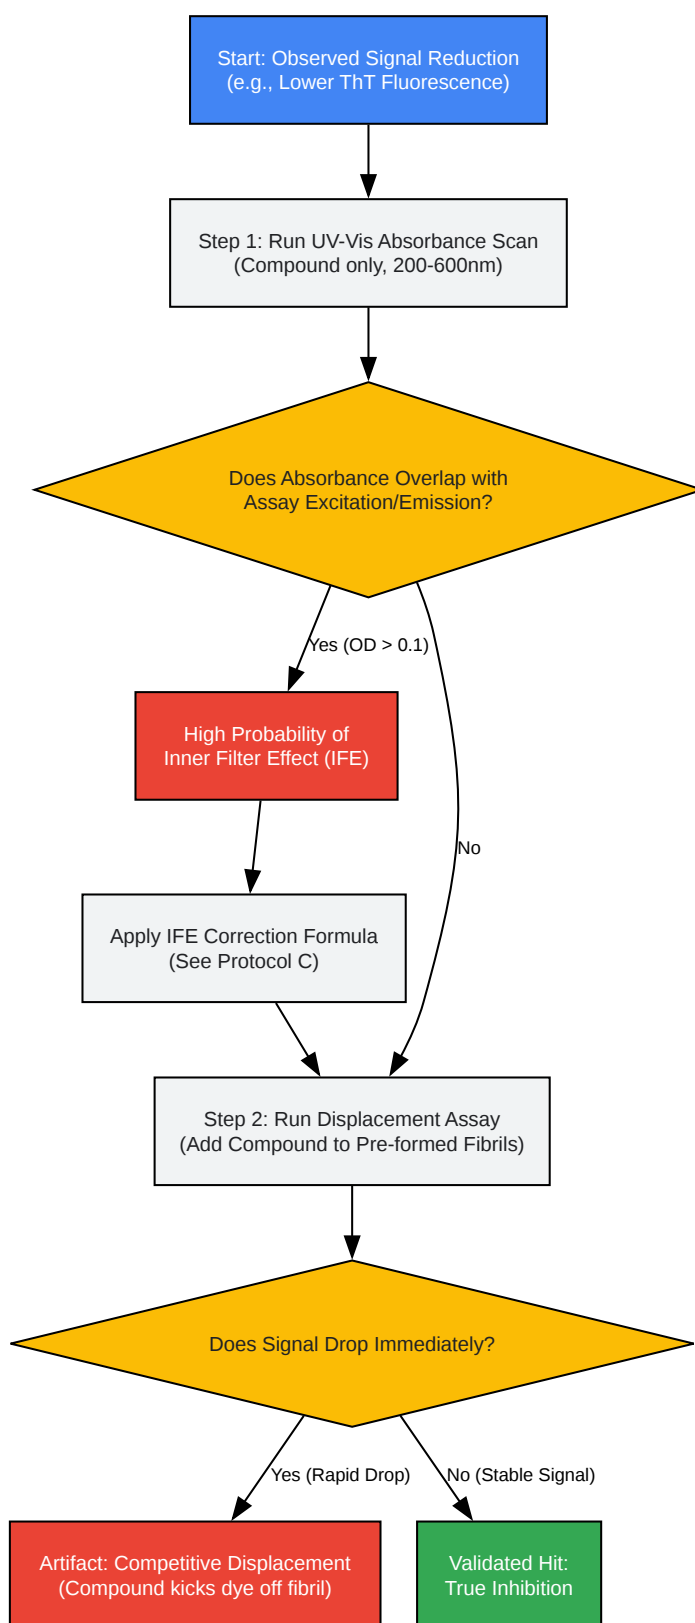 Start: Observed Signal Reduction
(e.g., Lower ThT Fluorescence)
Step 1: Run UV-Vis Absorbance Scan
(Compound only, 200-600nm)
Does Absorbance Overlap with
Assay Excitation/Emission?
Yes (OD > 0.1)
High Probability of
Inner Filter Effect (IFE)
No
Apply IFE Correction Formula
(See Protocol C)
Step 2: Run Displacement Assay
(Add Compound to Pre-formed Fibrils)
Does Signal Drop Immediately?
Yes (Rapid Drop)
No (Stable Signal)
Artifact: Competitive Displacement
(Compound kicks dye off fibril)
Validated Hit:
True Inhibition